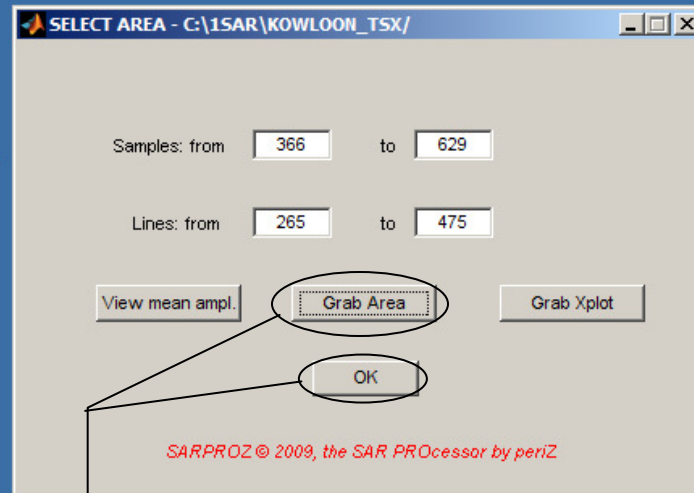 SELECT AREA - C:\1SAR\KOWLOON_TSX/
Samples: from 366 to 629
Lines: from 265 to 475
View mean ampl. Grab Area Grab Xplot
OK
SARPROZ © 2009, the SAR PROcessor by periZ